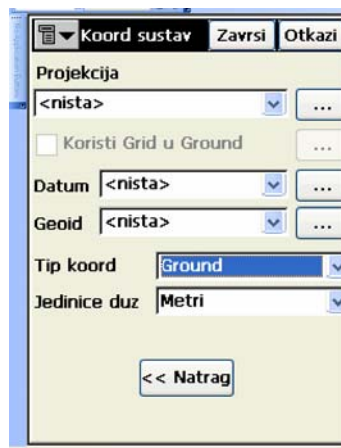 Koord sustav Zavrsi Otkazi
Projekcija
<nista> ...
Koristi Grid u Ground ...
Datum <nista> ...
Geoid <nista> ...
Tip koord Ground
Jedinice duz Metri
<< Natrag